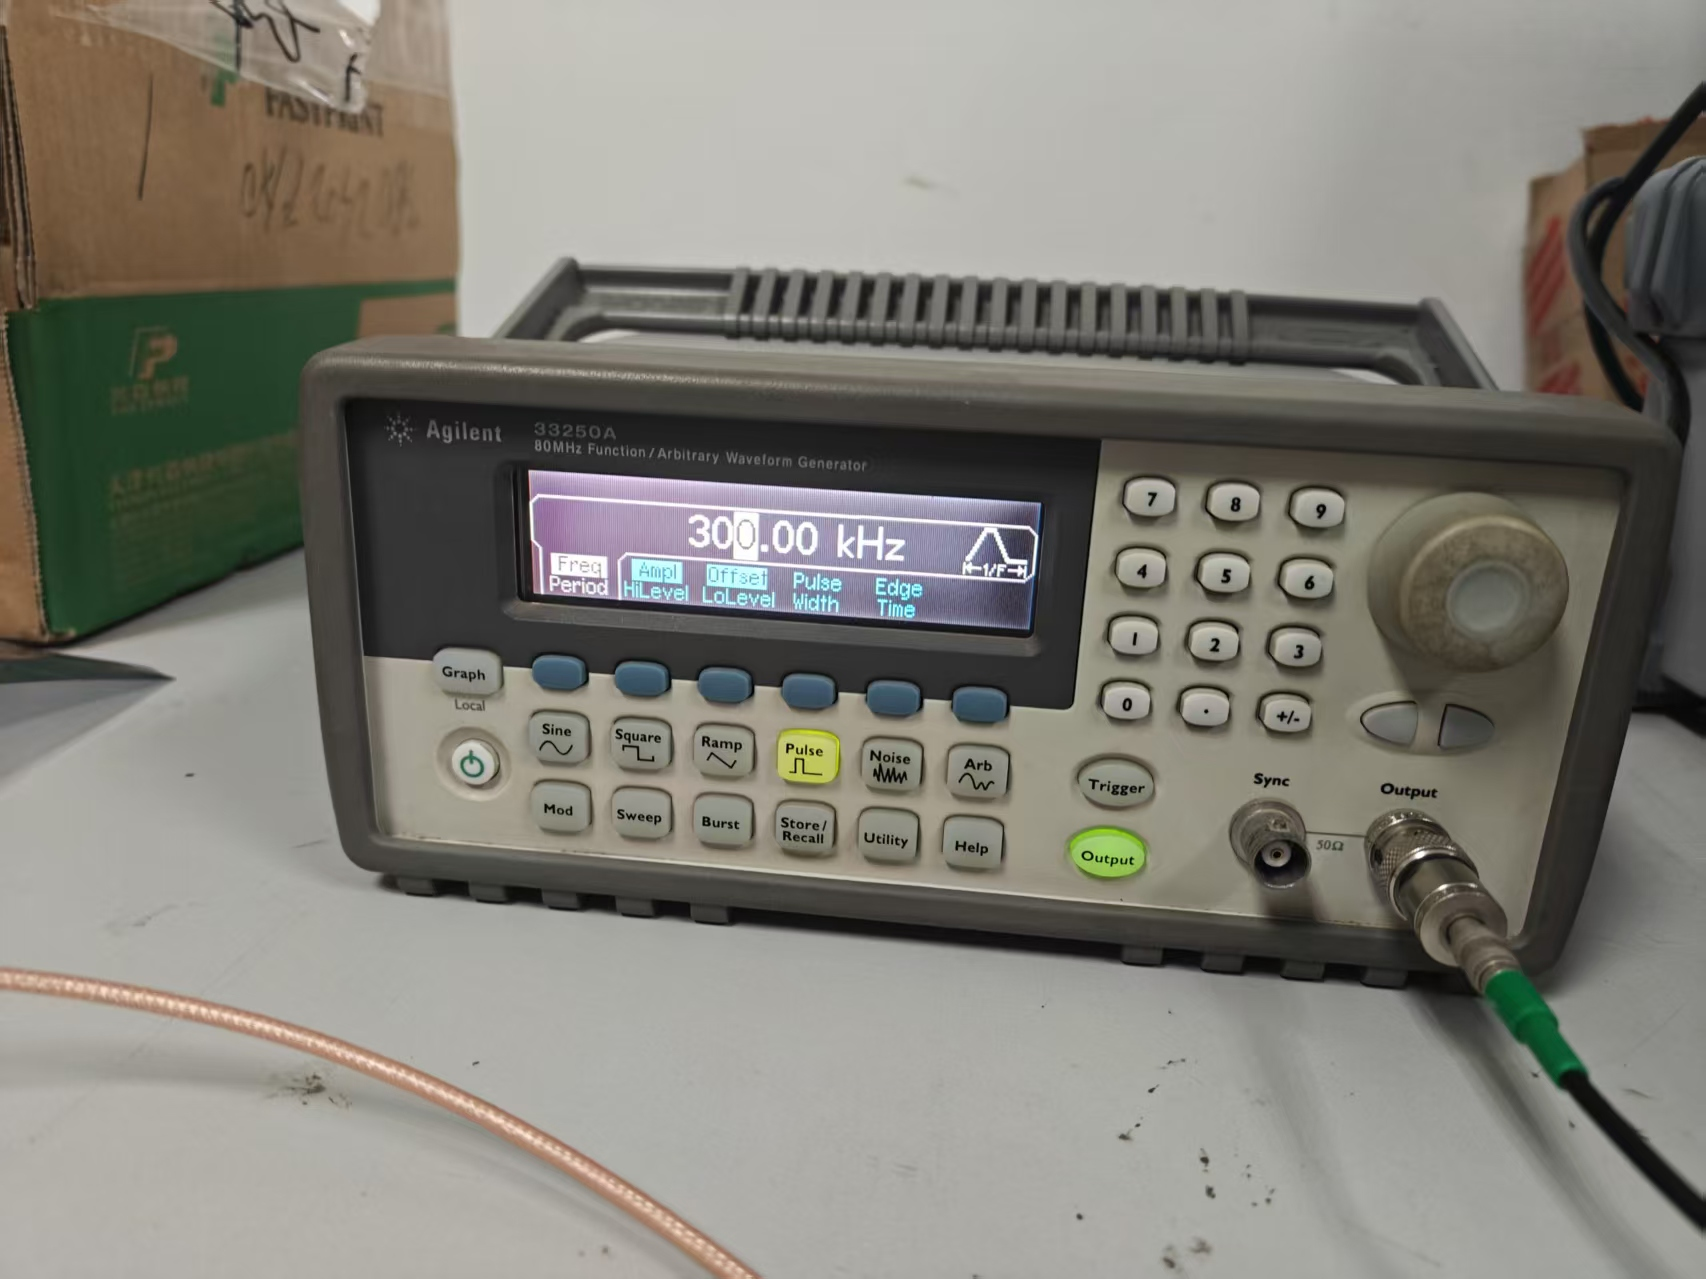 FASTPRINT
Agilent
33250A
80MHz Function / Arbitrary Waveform Generator
300.00 kHz
1/F
Freq Ampl Offset Pulse Edge
Period HiLevel LoLevel Width Time
7 8 9
4 5 6
1 2 3
0 . +/-
Graph
Local
Sine Square Ramp Pulse Noise Arb
Mod Sweep Burst Store/ Utility Help
Recall
Trigger
Output
Sync
Output
50Ω